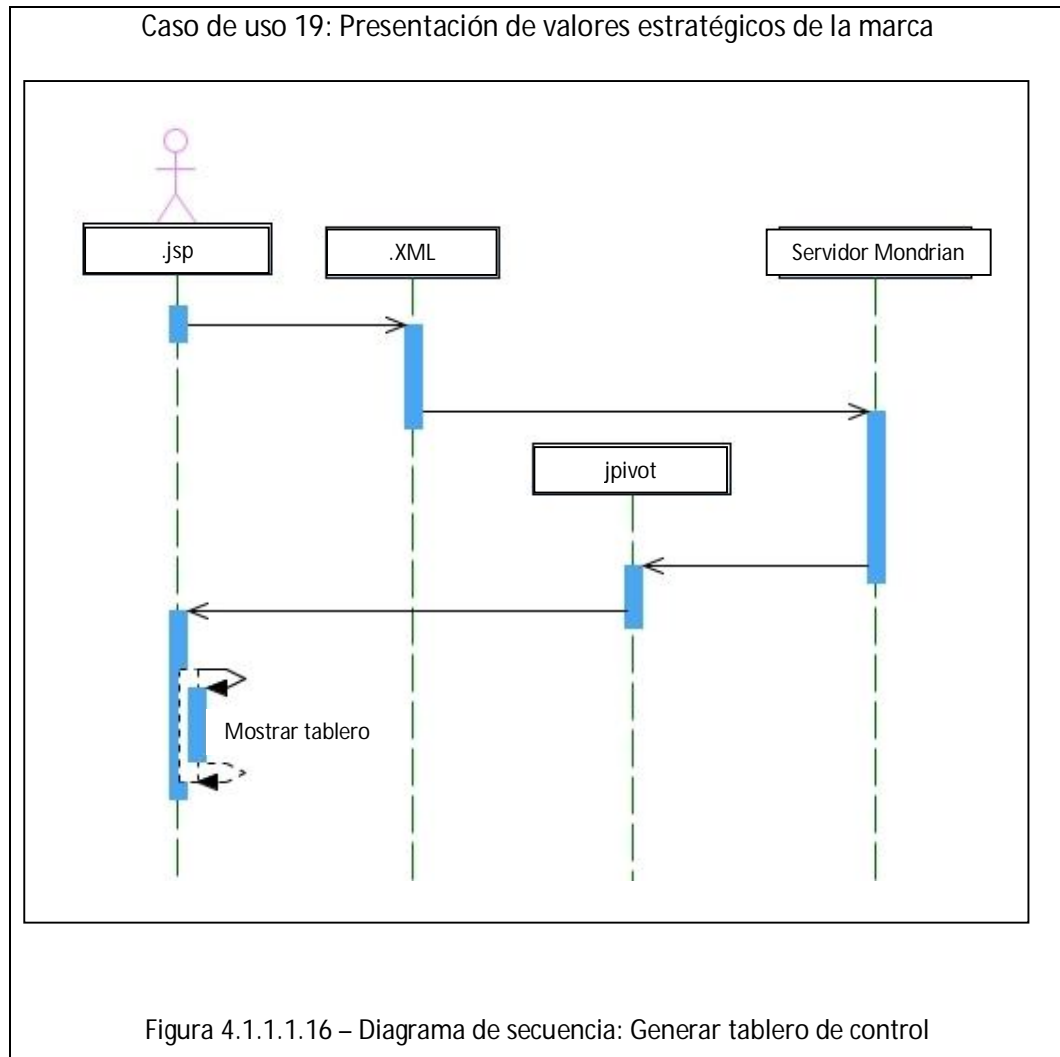 Caso de uso 19: Presentación de valores estratégicos de la marca
.jsp
.XML
Servidor Mondrian
jpivot
Mostrar tablero
Figura 4.1.1.1.16 – Diagrama de secuencia: Generar tablero de control